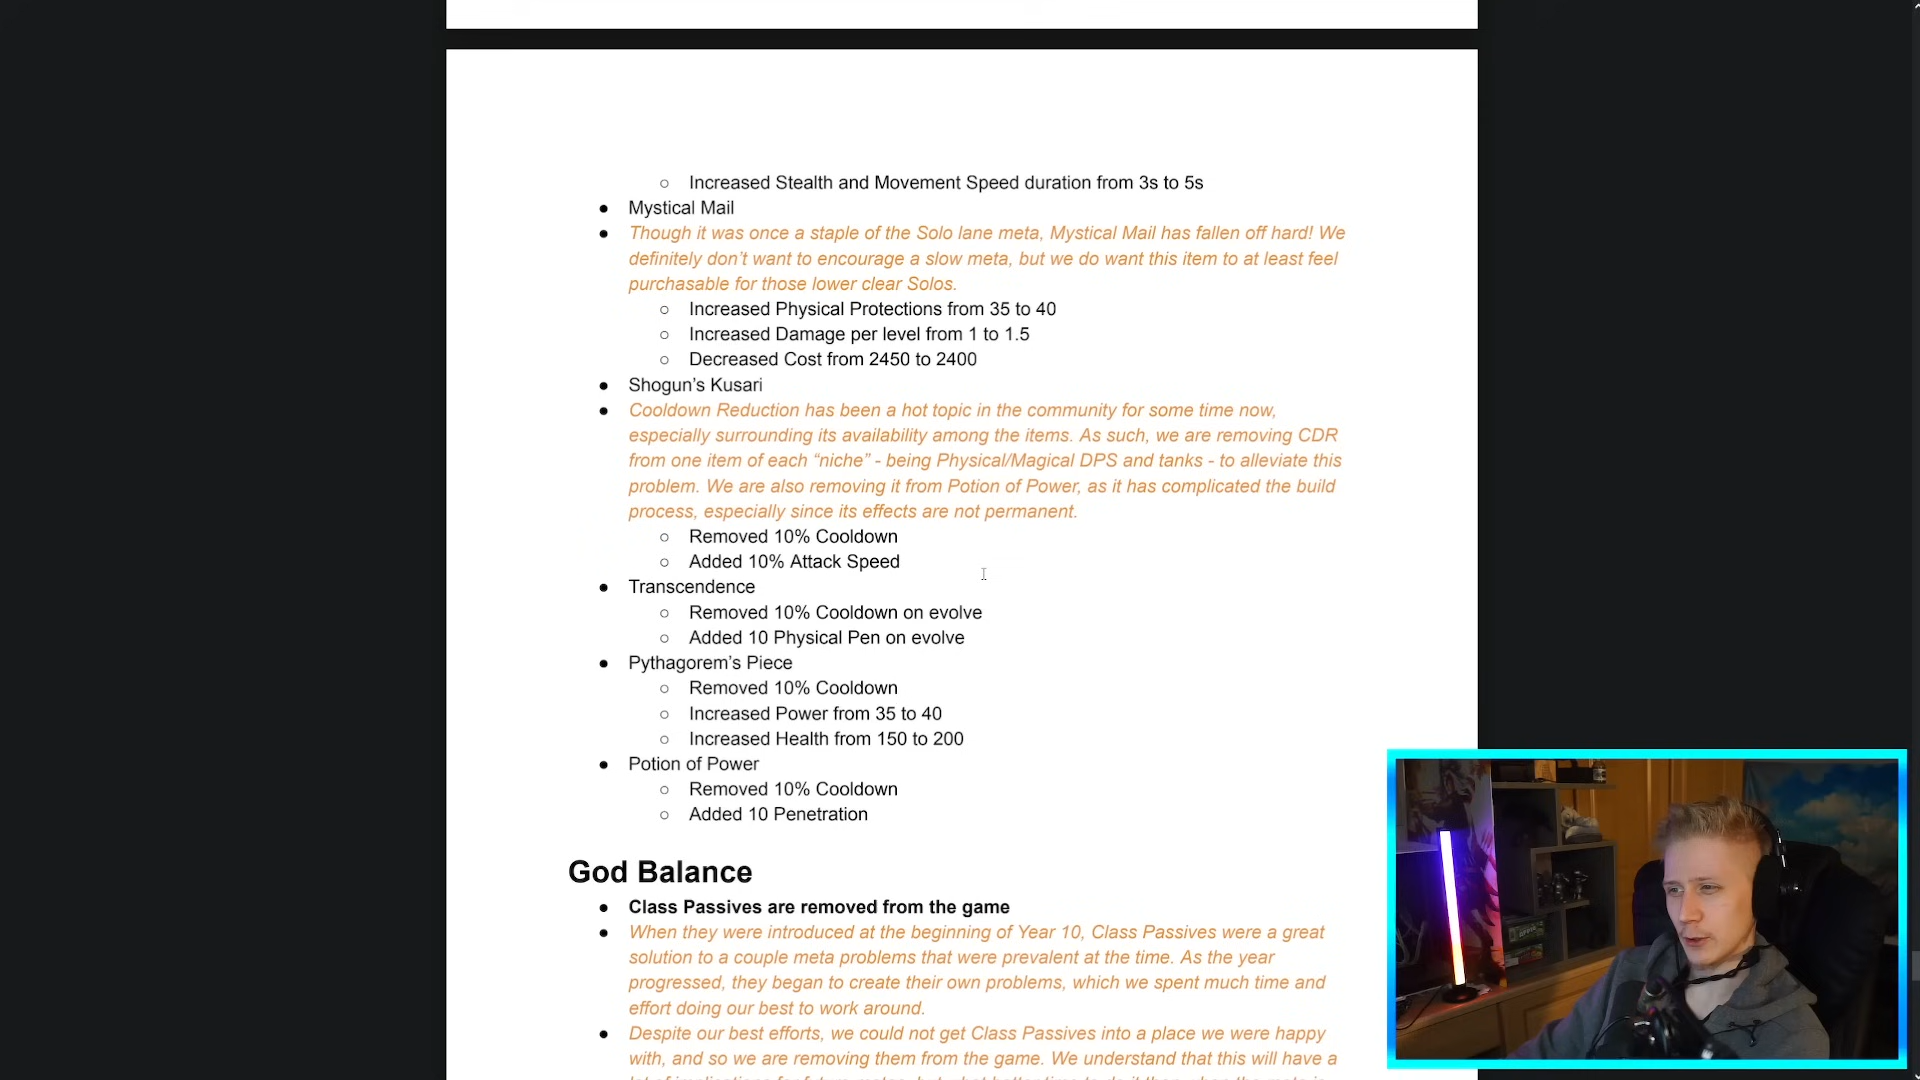 Increased Stealth and Movement Speed duration from 3s to 5s
Mystical Mail
Though it was once a staple of the Solo lane meta, Mystical Mail has fallen off hard! We
definitely don’t want to encourage a slow meta, but we do want this item to at least feel
purchasable for those lower clear Solos.
Increased Physical Protections from 35 to 40
Increased Damage per level from 1 to 1.5
Decreased Cost from 2450 to 2400
Shogun’s Kusari
Cooldown Reduction has been a hot topic in the community for some time now,
especially surrounding its availability among the items. As such, we are removing CDR
from one item of each “niche” - being Physical/Magical DPS and tanks - to alleviate this
problem. We are also removing it from Potion of Power, as it has complicated the build
process, especially since its effects are not permanent.
Removed 10% Cooldown
Added 10% Attack Speed
Transcendence
Removed 10% Cooldown on evolve
Added 10 Physical Pen on evolve
Pythagorem’s Piece
Removed 10% Cooldown
Increased Power from 35 to 40
Increased Health from 150 to 200
Potion of Power
Removed 10% Cooldown
Added 10 Penetration
God Balance
Class Passives are removed from the game
When they were introduced at the beginning of Year 10, Class Passives were a great
solution to a couple meta problems that were prevalent at the time. As the year
progressed, they began to create their own problems, which we spent much time and
effort doing our best to work around.
Despite our best efforts, we could not get Class Passives into a place we were happy
with, and so we are removing them from the game. We understand that this will have a